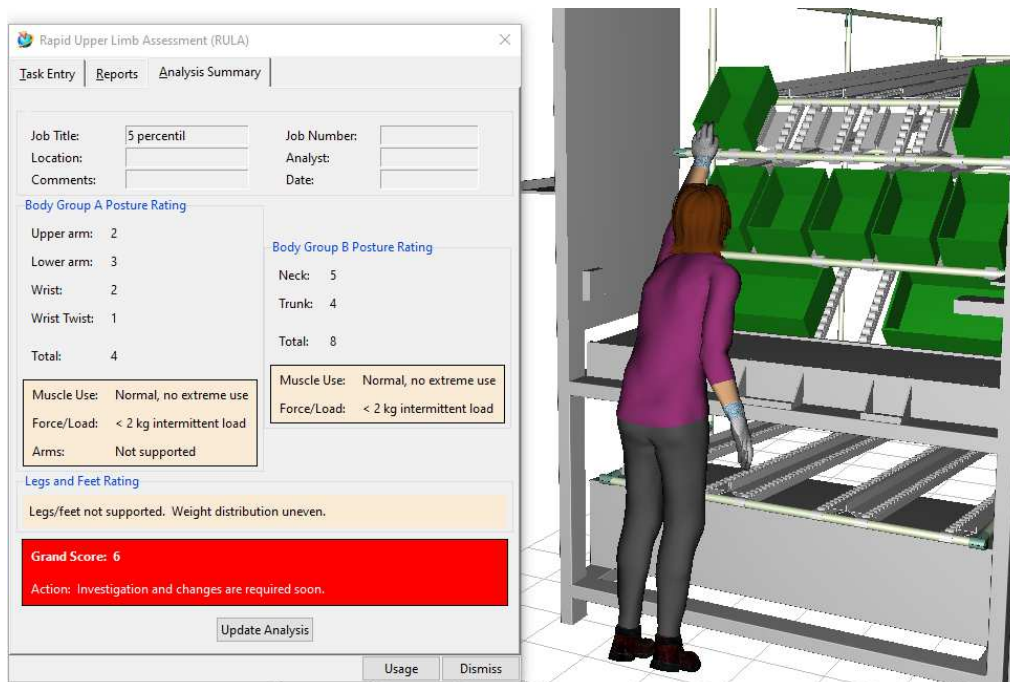 Rapid Upper Limb Assessment (RULA)
Task Entry Reports Analysis Summary
Job Title: 5 percentil Job Number:
Location: Analyst:
Comments: Date:
Body Group A Posture Rating
Upper arm: 2
Lower arm: 3
Wrist: 2
Wrist Twist: 1
Total: 4
Muscle Use: Normal, no extreme use
Force/Load: < 2 kg intermittent load
Arms: Not supported
Body Group B Posture Rating
Neck: 5
Trunk: 4
Total: 8
Muscle Use: Normal, no extreme use
Force/Load: < 2 kg intermittent load
Legs and Feet Rating
Legs/feet not supported. Weight distribution uneven.
Grand Score: 6
Action: Investigation and changes are required soon.
Update Analysis
Usage Dismiss